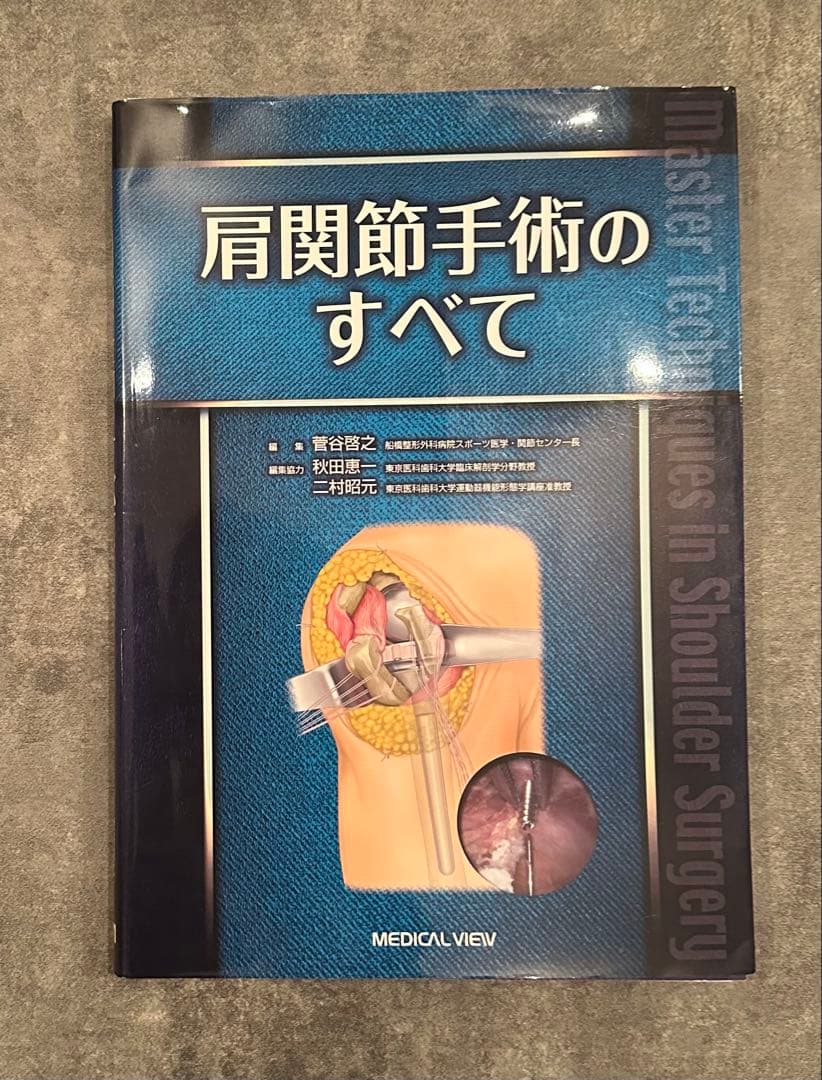 肩関節手術の
すべて
編 集 菅谷啓之 船橋整形外科病院スポーツ医学・関節センター長
編集協力 秋田恵一 東京医科歯科大学臨床解剖学分野教授
二村昭元 東京医科歯科大学運動器機能形態学講座准教授
MEDICAL VIEW
Master Techniques in Shoulder Surgery